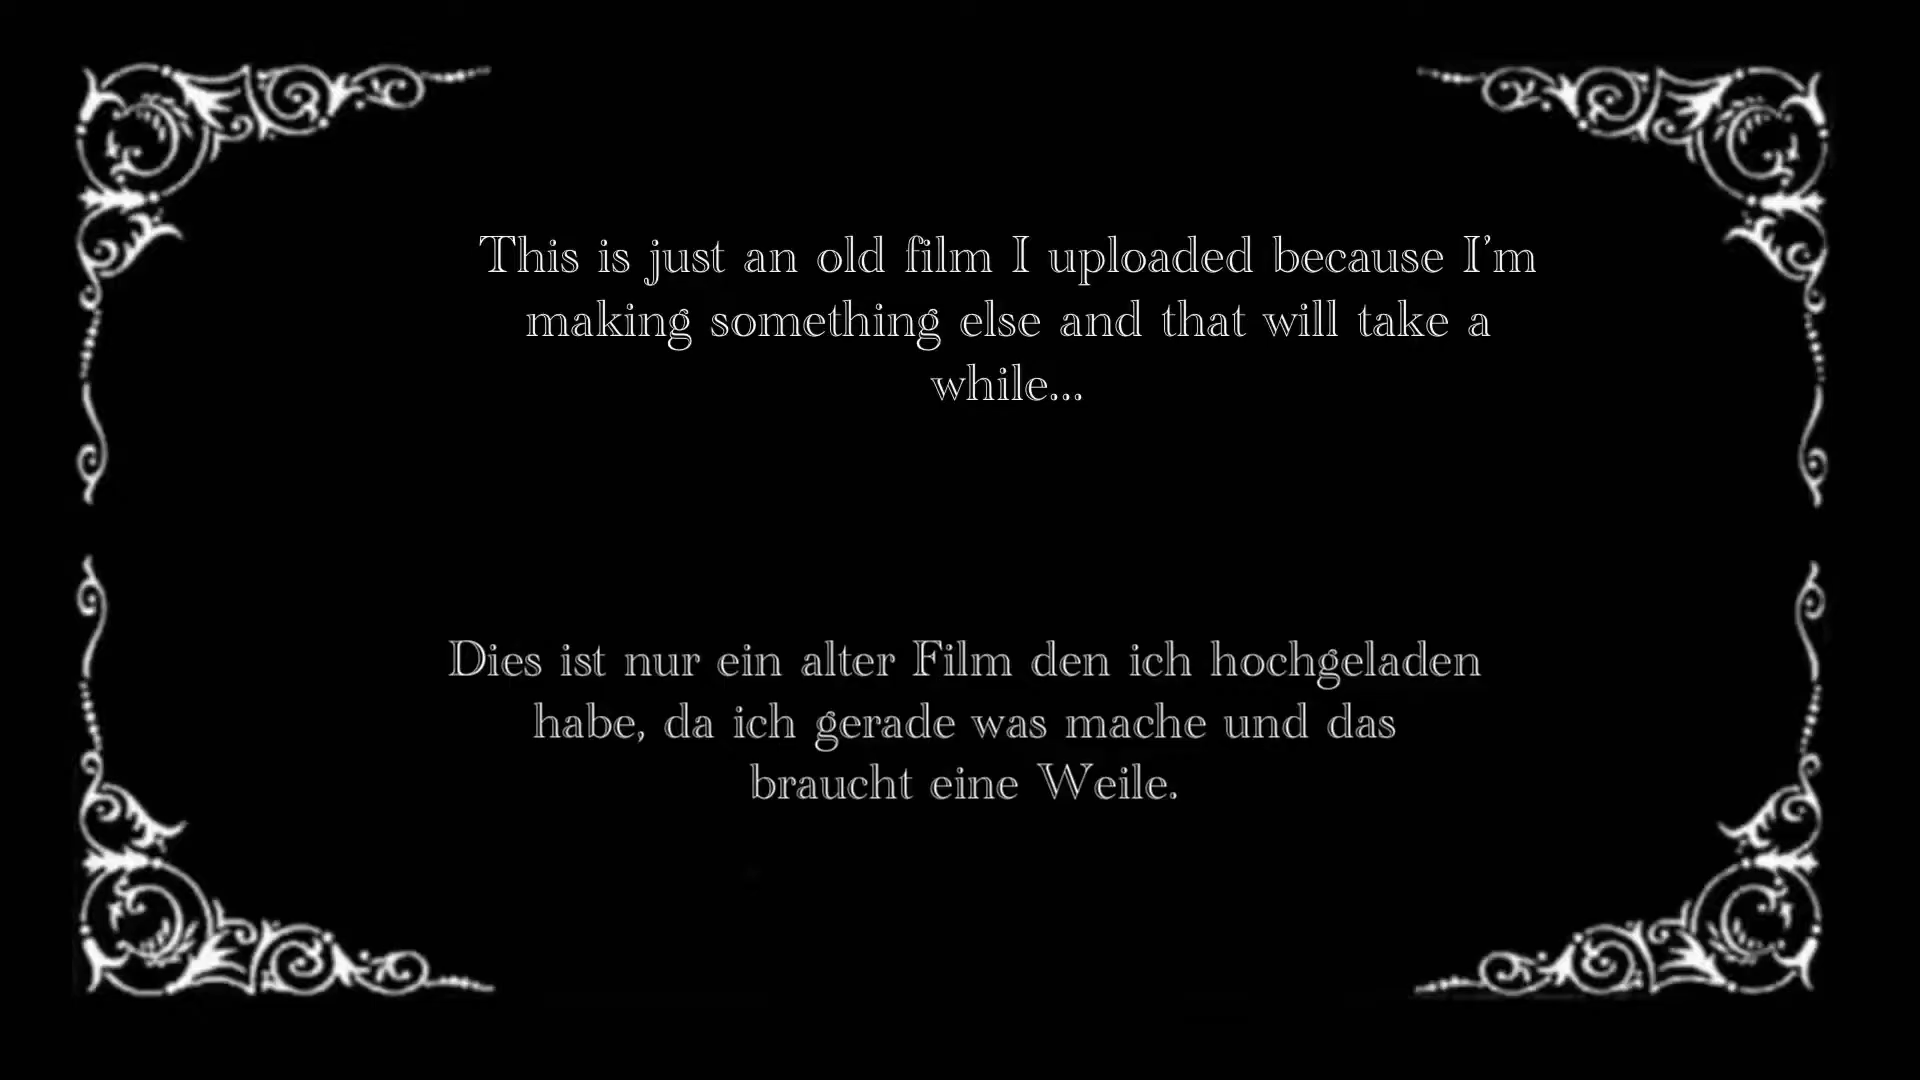 This is just an old film I uploaded because I'm
making something else and that will take a
while...
Dies ist nur ein alter Film den ich hochgeladen
habe, da ich gerade was mache und das
braucht eine Weile.